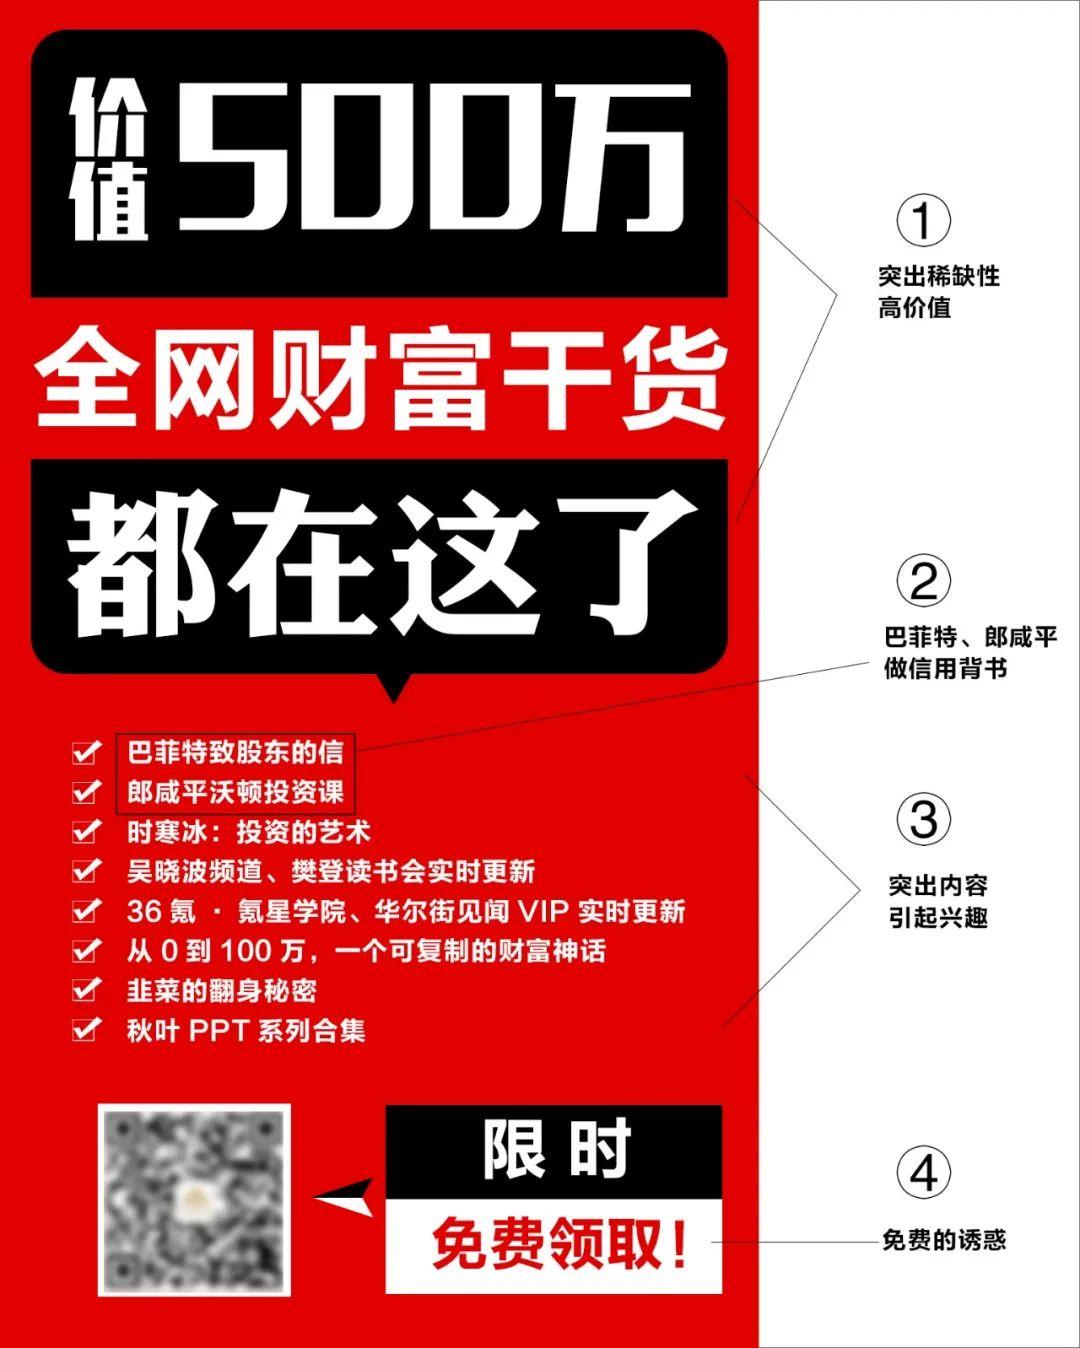 价值500万
全网财富干货
都在这了
巴菲特致股东的信
郎咸平沃顿投资课
时寒冰：投资的艺术
吴晓波频道、樊登读书会实时更新
36氪 · 氪星学院、华尔街见闻 VIP 实时更新
从 0 到 100 万，一个可复制的财富神话
韭菜的翻身秘密
秋叶 PPT 系列合集
限时
免费领取！
①
突出稀缺性
高价值
②
巴菲特、郎咸平
做信用背书
③
突出内容
引起兴趣
④
免费的诱惑